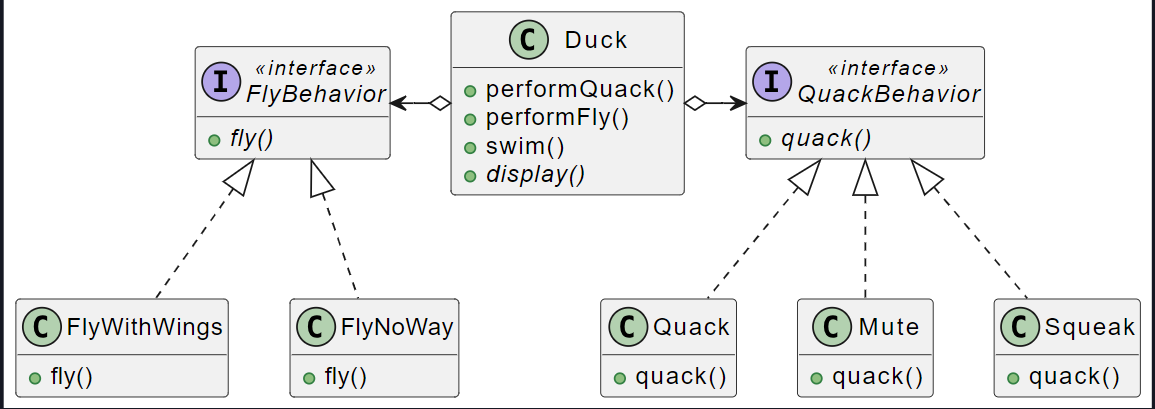 C Duck
performQuack()
performFly()
swim()
display()
I «interface»
FlyBehavior
fly()
I «interface»
QuackBehavior
quack()
C FlyWithWings
fly()
C FlyNoWay
fly()
C Quack
quack()
C Mute
quack()
C Squeak
quack()